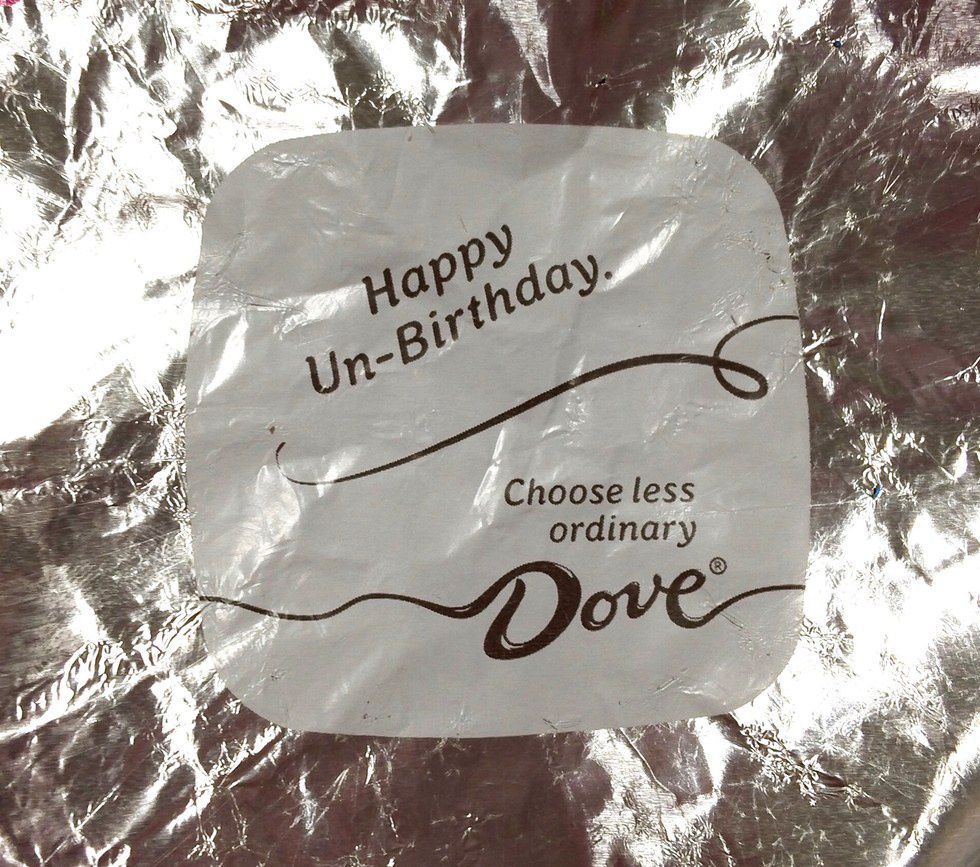 Happy
Un-Birthday.
Choose less
ordinary
Dove®